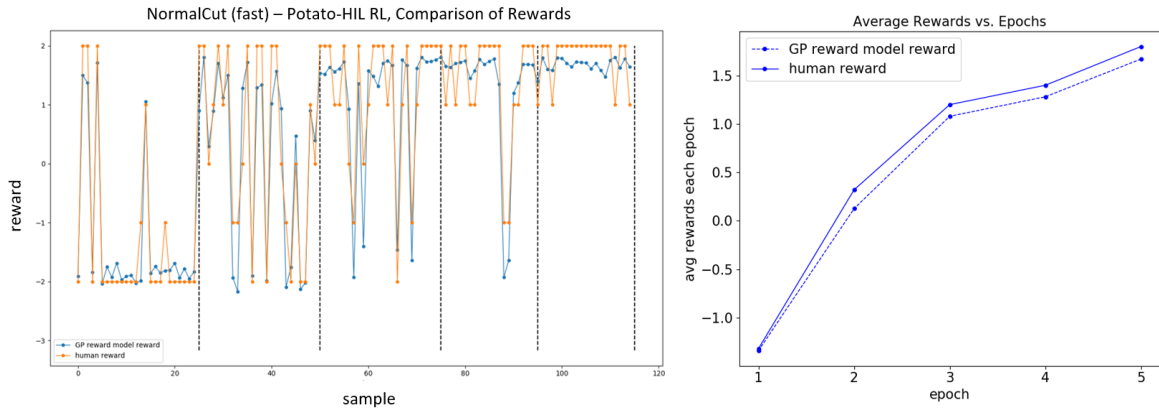 NormalCut (fast) – Potato-HIL RL, Comparison of Rewards
2
1
0
−1
−2
−3
reward
GP reward model reward
human reward
0
20
40
60
80
100
120
sample
Average Rewards vs. Epochs
GP reward model reward
human reward
1.5
1.0
0.5
0.0
−0.5
−1.0
avg rewards each epoch
1
2
3
4
5
epoch